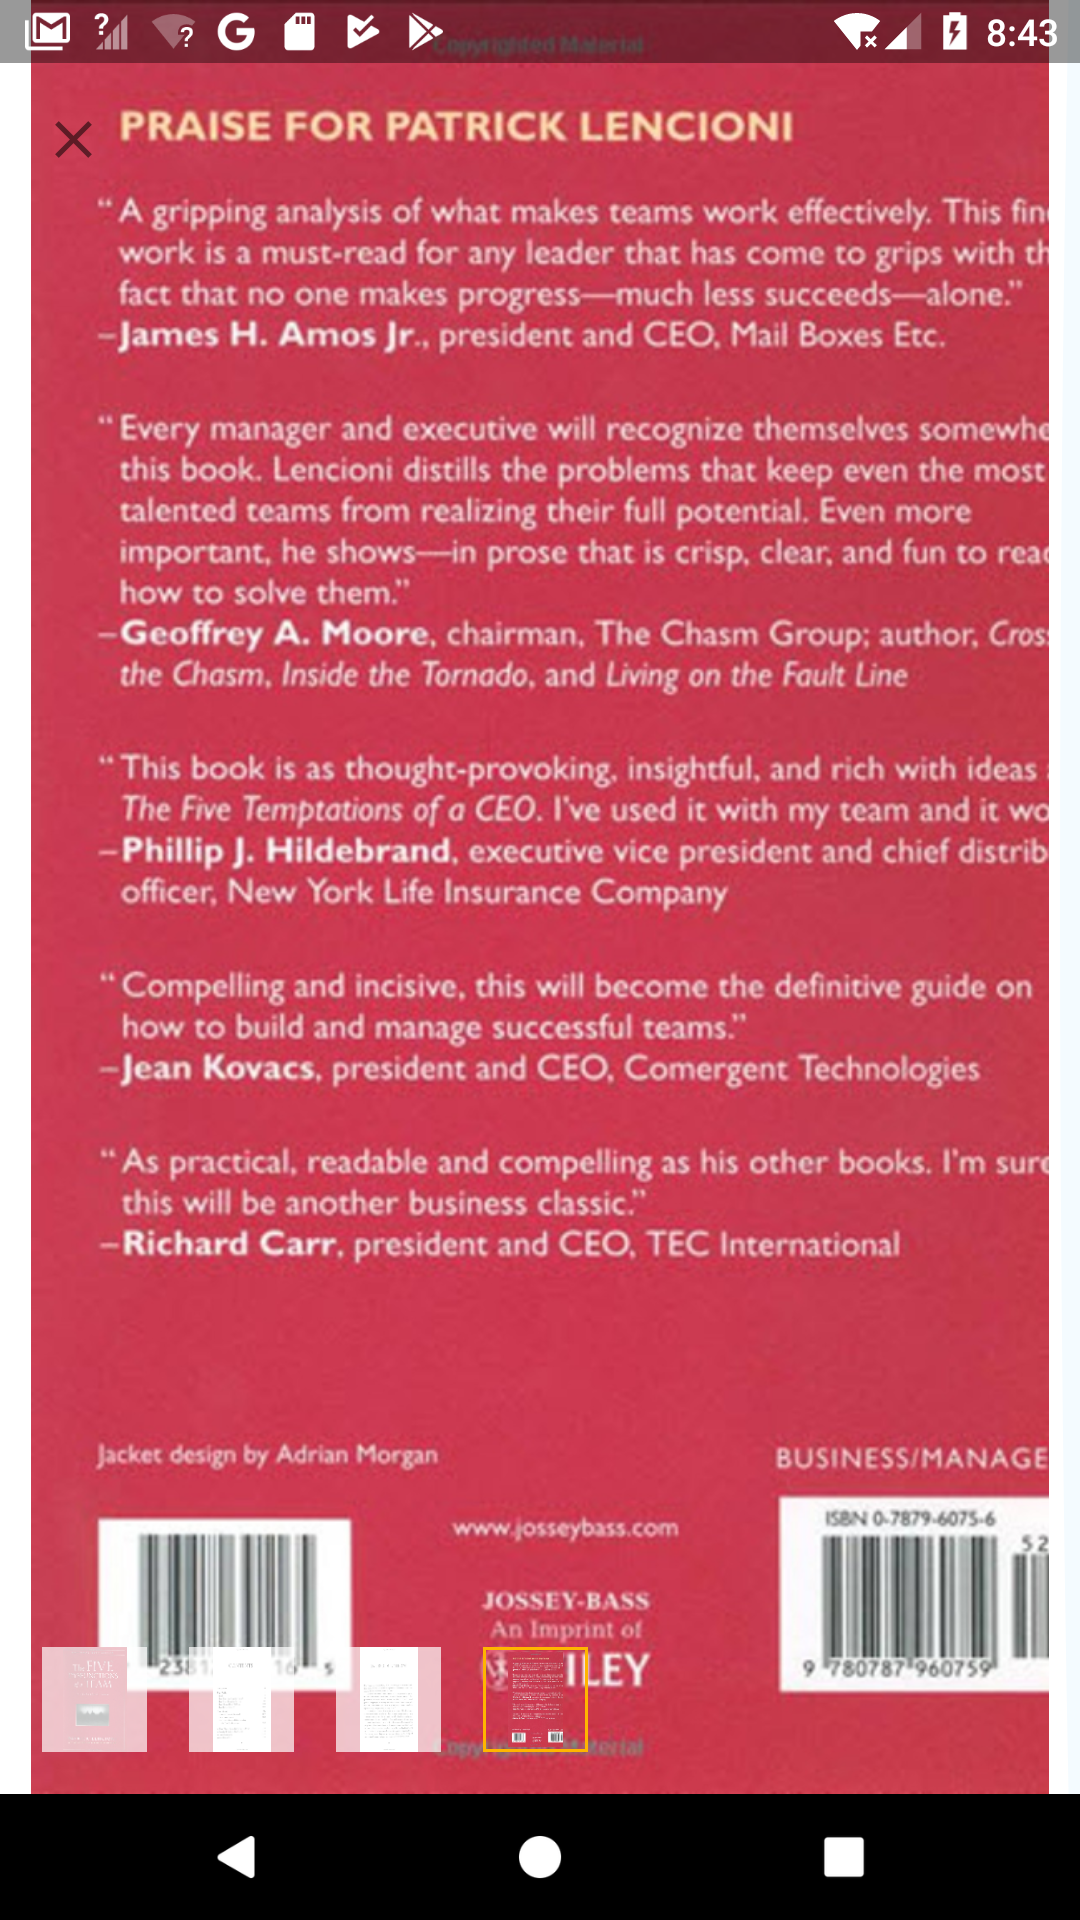 8:43
Copyrighted Material
PRAISE FOR PATRICK LENCIONI
“A gripping analysis of what makes teams work effectively. This fin
work is a must-read for any leader that has come to grips with th
fact that no one makes progress—much less succeeds—alone.”
–James H. Amos Jr., president and CEO, Mail Boxes Etc.
“Every manager and executive will recognize themselves somewhe
this book. Lencioni distills the problems that keep even the most
talented teams from realizing their full potential. Even more
important, he shows—in prose that is crisp, clear, and fun to read
how to solve them.”
–Geoffrey A. Moore, chairman, The Chasm Group; author, Cros
the Chasm, Inside the Tornado, and Living on the Fault Line
“This book is as thought-provoking, insightful, and rich with ideas
The Five Temptations of a CEO. I've used it with my team and it wo
–Phillip J. Hildebrand, executive vice president and chief distrib
officer, New York Life Insurance Company
“Compelling and incisive, this will become the definitive guide on
how to build and manage successful teams.”
–Jean Kovacs, president and CEO, Comergent Technologies
“As practical, readable and compelling as his other books. I'm sure
this will be another business classic.”
–Richard Carr, president and CEO, TEC International
Jacket design by Adrian Morgan
BUSINESS/MANAGE
ISBN 0-7879-6075-6
www.josseybass.com
52
JOSSEY-BASS
An Imprint of
ILEY
9 780787 960759
Copyrighted Material